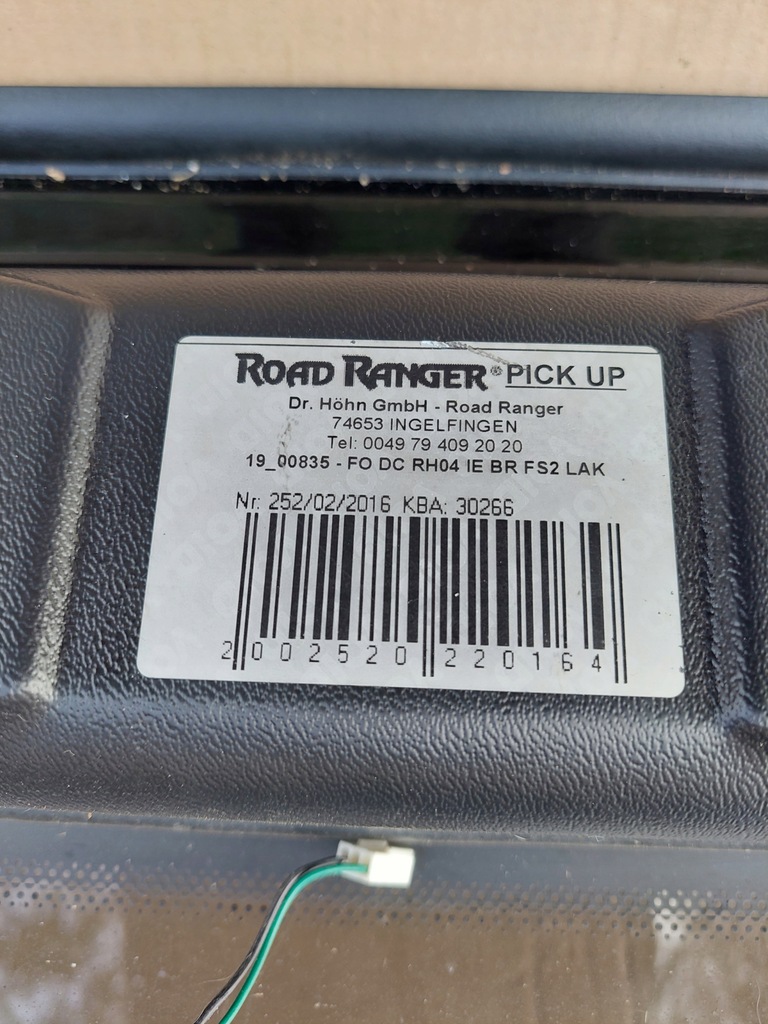 ROAD RANGER® PICK UP
Dr. Höhn GmbH - Road Ranger
74653 INGELFINGEN
Tel: 0049 79 409 20 20
19_00835 - FO DC RH04 IE BR FS2 LAK
Nr: 252/02/2016 KBA: 30266
2 002520 220164